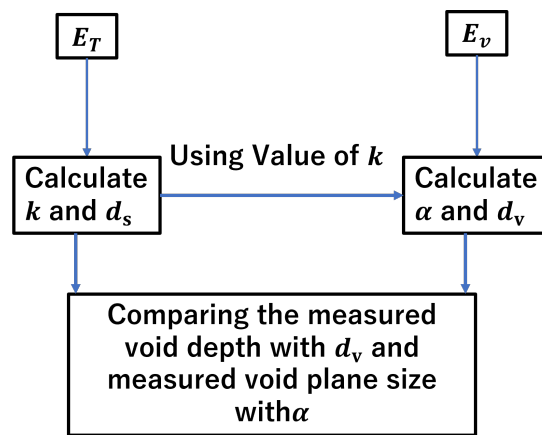 E_T
E_v
Using Value of k
Calculate
k and d_s
Calculate
α and d_v
Comparing the measured
void depth with d_v and
measured void plane size
withα